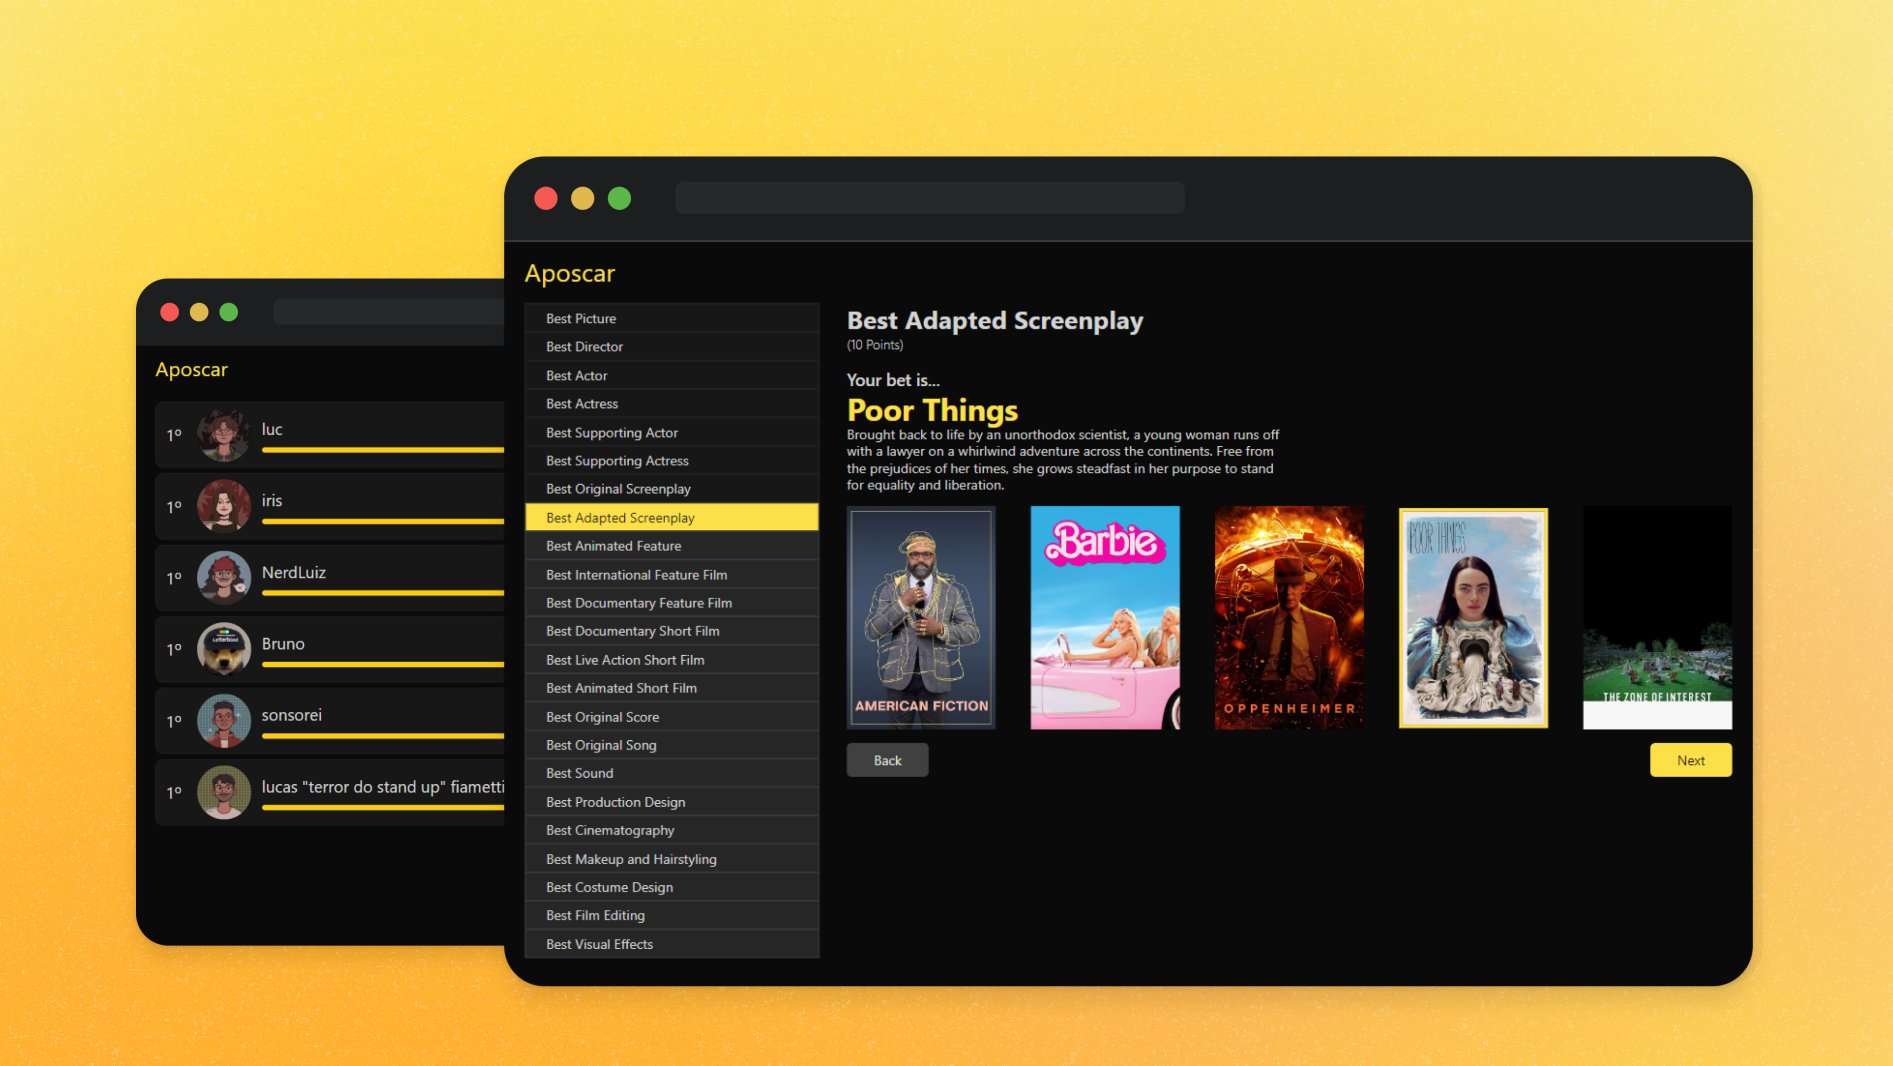 Aposcar
1º
luc
1º
iris
1º
NerdLuiz
1º
Letterboxd
Bruno
1º
sonsorei
1º
lucas "terror do stand up" fiametti
Aposcar
Best Picture
Best Director
Best Actor
Best Actress
Best Supporting Actor
Best Supporting Actress
Best Original Screenplay
Best Adapted Screenplay
Best Animated Feature
Best International Feature Film
Best Documentary Feature Film
Best Documentary Short Film
Best Live Action Short Film
Best Animated Short Film
Best Original Score
Best Original Song
Best Sound
Best Production Design
Best Cinematography
Best Makeup and Hairstyling
Best Costume Design
Best Film Editing
Best Visual Effects
Best Adapted Screenplay
(10 Points)
Your bet is...
Poor Things
Brought back to life by an unorthodox scientist, a young woman runs off
with a lawyer on a whirlwind adventure across the continents. Free from
the prejudices of her times, she grows steadfast in her purpose to stand
for equality and liberation.
AMERICAN FICTION
Barbie
OPPENHEIMER
POOR THINGS
THE ZONE OF INTEREST
Back
Next